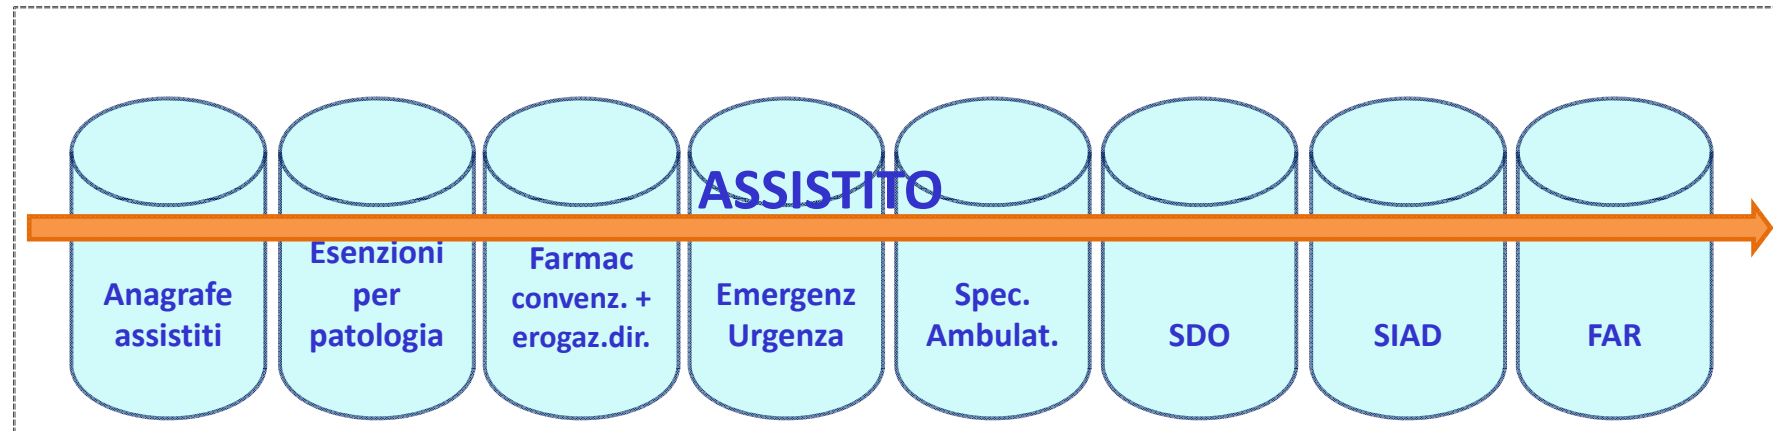 ASSISTITO
Anagrafe
assistiti
Esenzioni
per
patologia
Farmac
convenz. +
erogaz.dir.
Emergenz
Urgenza
Spec.
Ambulat.
SDO
SIAD
FAR